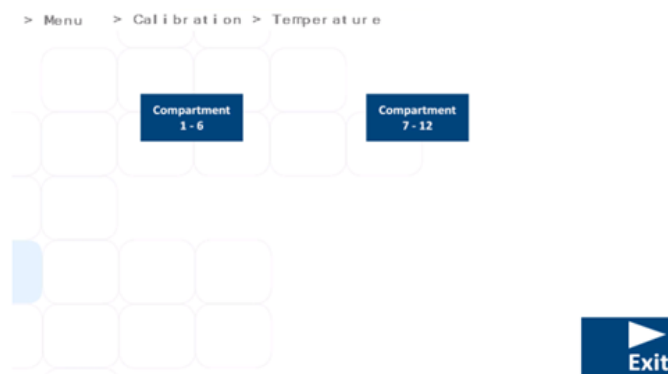 > Menu > Calibration > Temperature
Compartment
1 - 6
Compartment
7 - 12
Exit